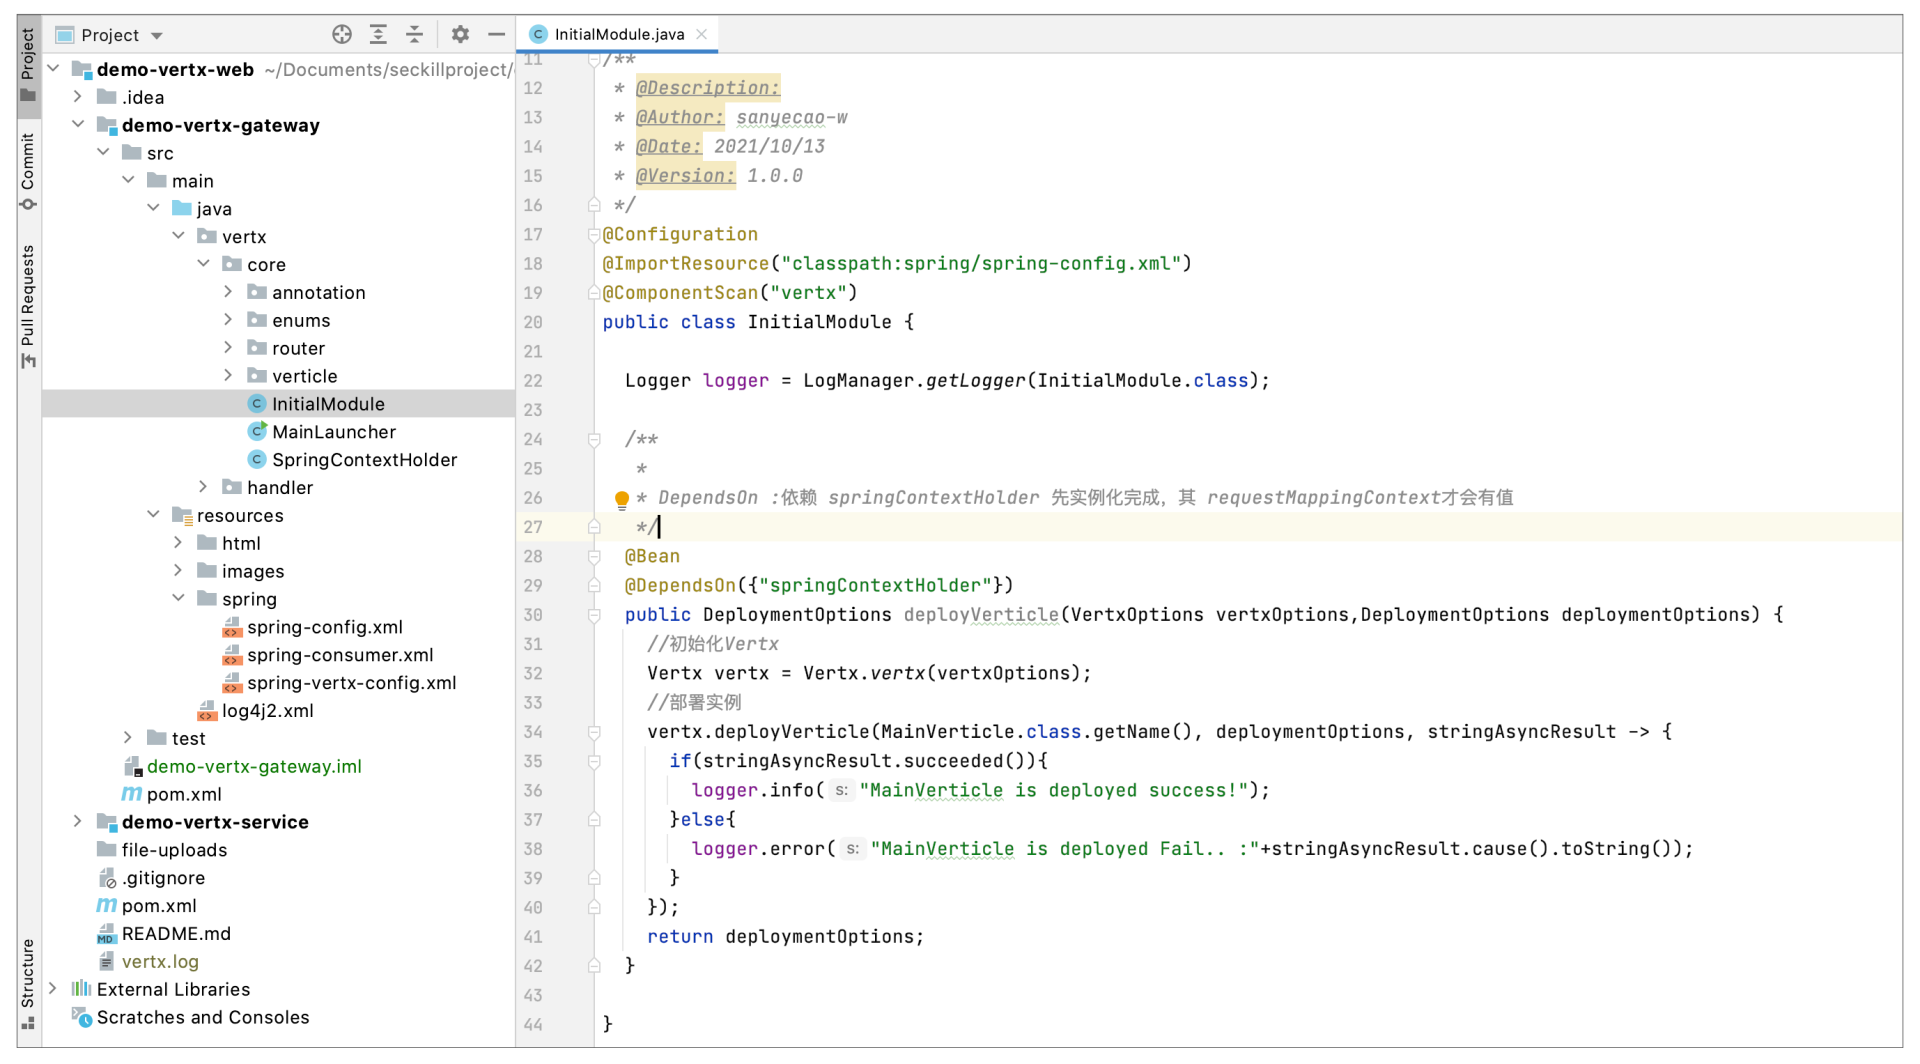 Project
Commit
Pull Requests
Structure
Project
demo-vertx-web ~/Documents/seckillproject/
.idea
demo-vertx-gateway
src
main
java
vertx
core
annotation
enums
router
verticle
InitialModule
MainLauncher
SpringContextHolder
handler
resources
html
images
spring
spring-config.xml
spring-consumer.xml
spring-vertx-config.xml
log4j2.xml
test
demo-vertx-gateway.iml
pom.xml
demo-vertx-service
file-uploads
.gitignore
pom.xml
README.md
vertx.log
External Libraries
Scratches and Consoles
InitialModule.java
11 /**
12 * @Description:
13 * @Author: sanyecao-w
14 * @Date: 2021/10/13
15 * @Version: 1.0.0
16 */
17 @Configuration
18 @ImportResource("classpath:spring/spring-config.xml")
19 @ComponentScan("vertx")
20 public class InitialModule {
21
22 Logger logger = LogManager.getLogger(InitialModule.class);
23
24 /**
25 *
26 * DependsOn :依赖 springContextHolder 先实例化完成，其 requestMappingContext才会有值
27 */
28 @Bean
29 @DependsOn({"springContextHolder"})
30 public DeploymentOptions deployVerticle(VertxOptions vertxOptions,DeploymentOptions deploymentOptions) {
31 //初始化Vertx
32 Vertx vertx = Vertx.vertx(vertxOptions);
33 //部署实例
34 vertx.deployVerticle(MainVerticle.class.getName(), deploymentOptions, stringAsyncResult -> {
35 if(stringAsyncResult.succeeded()){
36 logger.info( s: "MainVerticle is deployed success!");
37 }else{
38 logger.error( s: "MainVerticle is deployed Fail.. :"+stringAsyncResult.cause().toString());
39 }
40 });
41 return deploymentOptions;
42 }
43
44 }